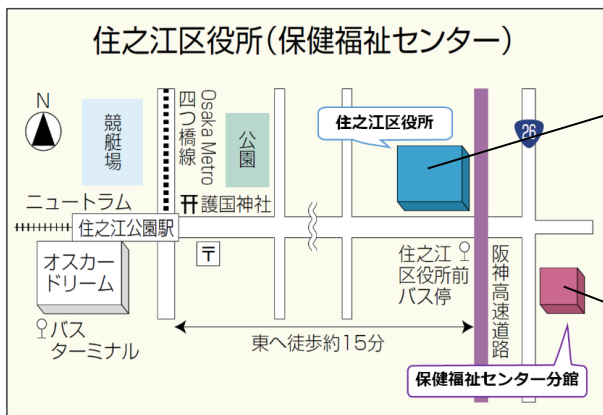 住之江区役所(保健福祉センター)
N
競艇場
Osaka Metro
四つ橋線
公園
住之江区役所
26
ニュートラム
护国神社
住之江公園駅
〒
オスカー
ドリーム
住之江
区役所前
バス停
阪神高速道路
バス
ターミナル
東へ徒歩約15分
保健福祉センター分館